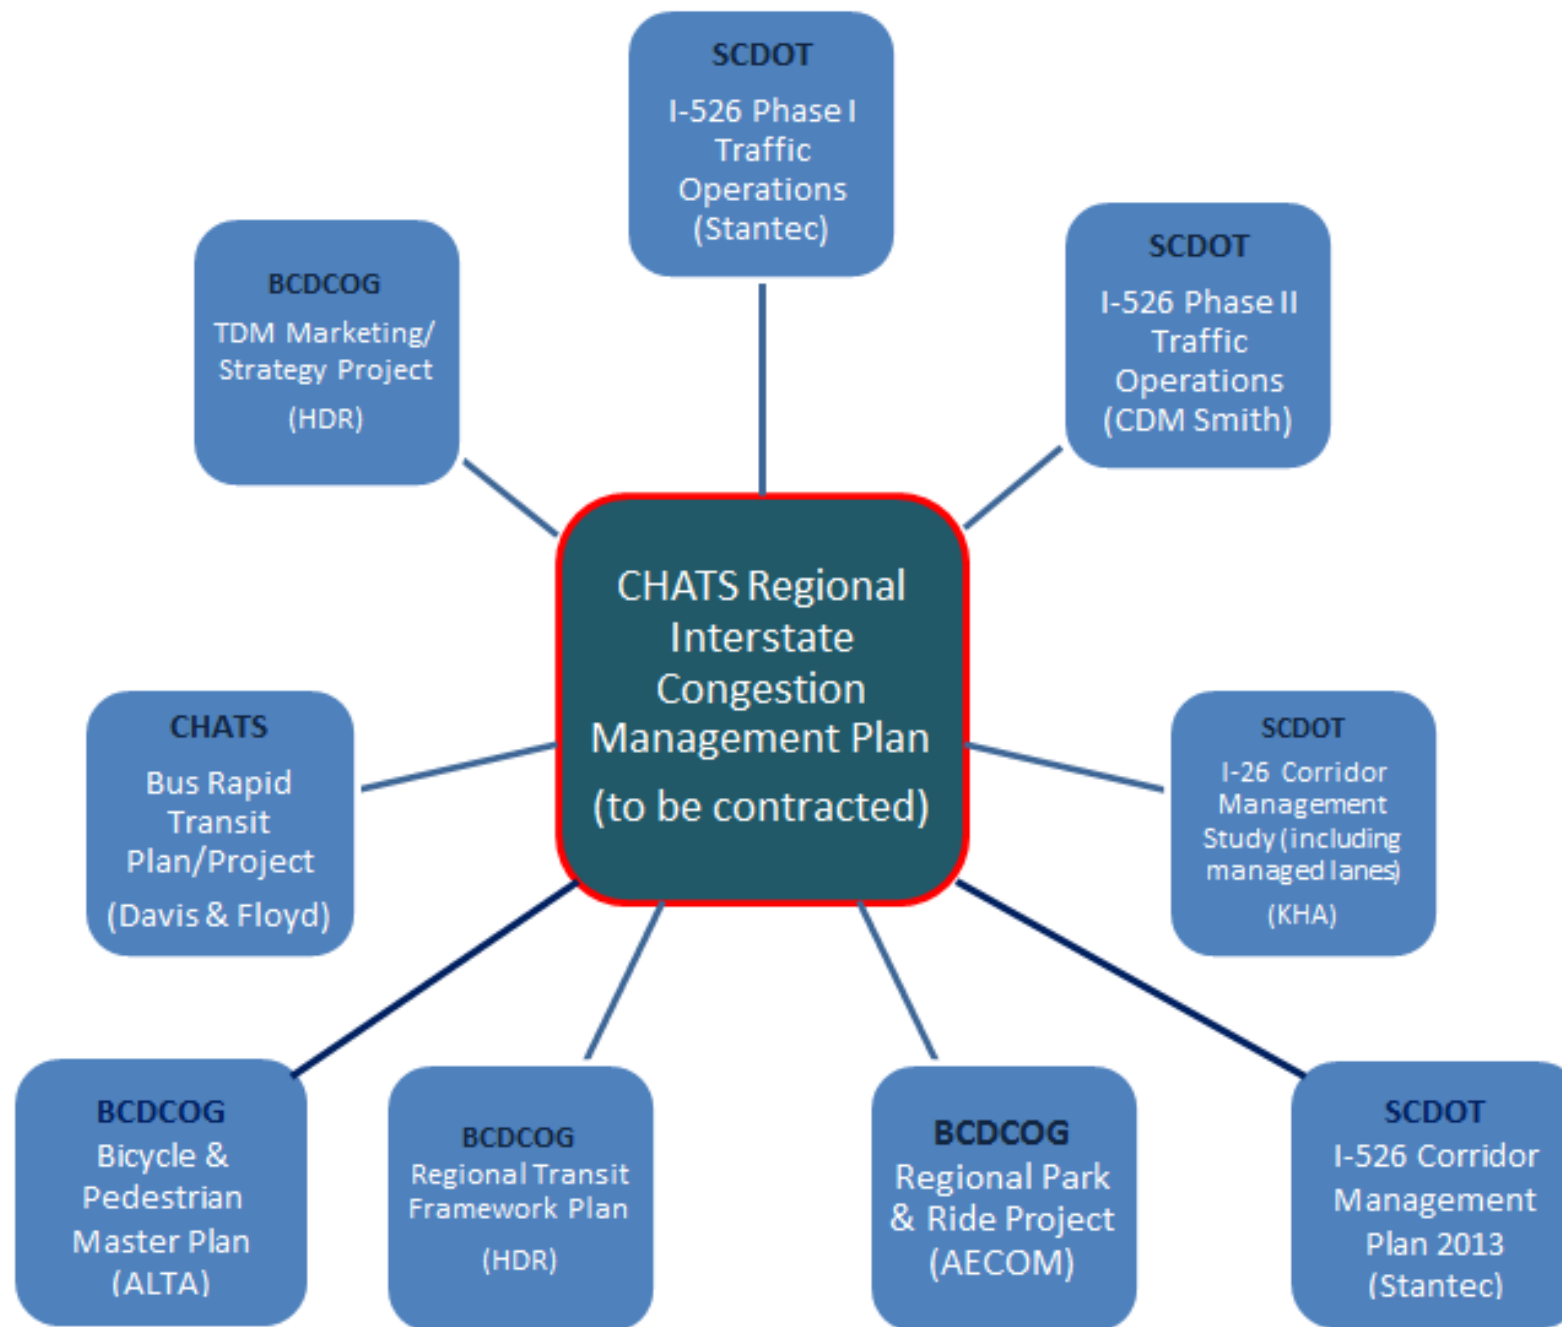 SCDOT
I-526 Phase I
Traffic
Operations
(Stantec)
SCDOT
I-526 Phase II
Traffic
Operations
(CDM Smith)
BCDCOG
TDM Marketing/
Strategy Project
(HDR)
CHATS Regional
Interstate
Congestion
Management Plan
(to be contracted)
CHATS
Bus Rapid
Transit
Plan/Project
(Davis & Floyd)
SCDOT
I-26 Corridor
Management
Study (including
managed lanes)
(KHA)
BCDCOG
Bicycle &
Pedestrian
Master Plan
(ALTA)
BCDCOG
Regional Transit
Framework Plan
(HDR)
BCDCOG
Regional Park
& Ride Project
(AECOM)
SCDOT
I-526 Corridor
Management
Plan 2013
(Stantec)